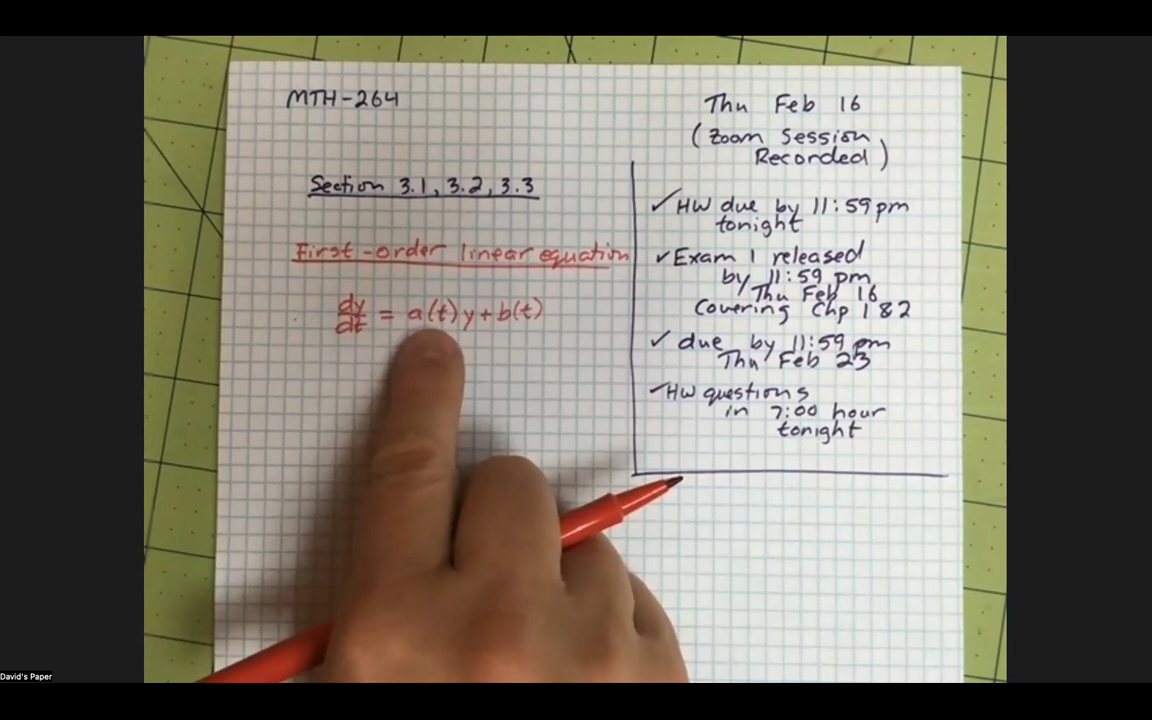 MTH-264
Section 3.1, 3.2, 3.3
First-order linear equation
dy/dt = a(t)y+b(t)
Thu Feb 16
(Zoom Session
Recorded)
✓HW due by 11:59pm
tonight
✓Exam 1 released
by 11:59 pm
Thu Feb 16
Covering Chp 1&2
✓ due by 11:59 pm
Thu Feb 23
✓HW questions
in 7:00 hour
tonight
David's Paper